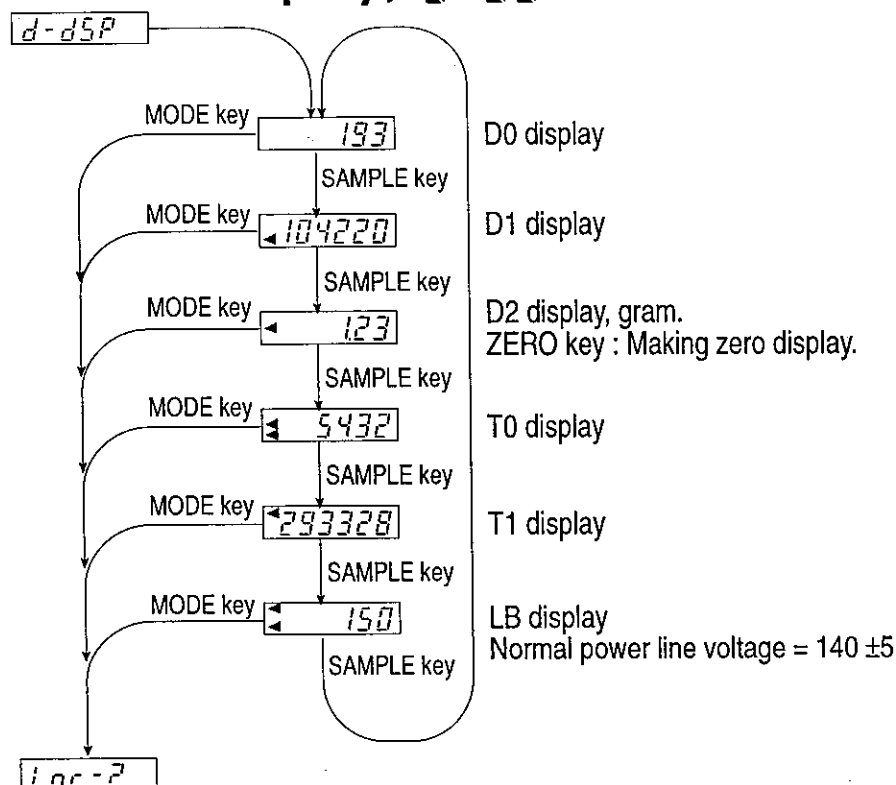 d-dSP
MODE key
193
D0 display
SAMPLE key
MODE key
104220
D1 display
SAMPLE key
MODE key
1.23
D2 display, gram.
ZERO key : Making zero display.
SAMPLE key
MODE key
5432
T0 display
SAMPLE key
MODE key
293328
T1 display
SAMPLE key
MODE key
150
LB display
Normal power line voltage = 140 ±5
SAMPLE key